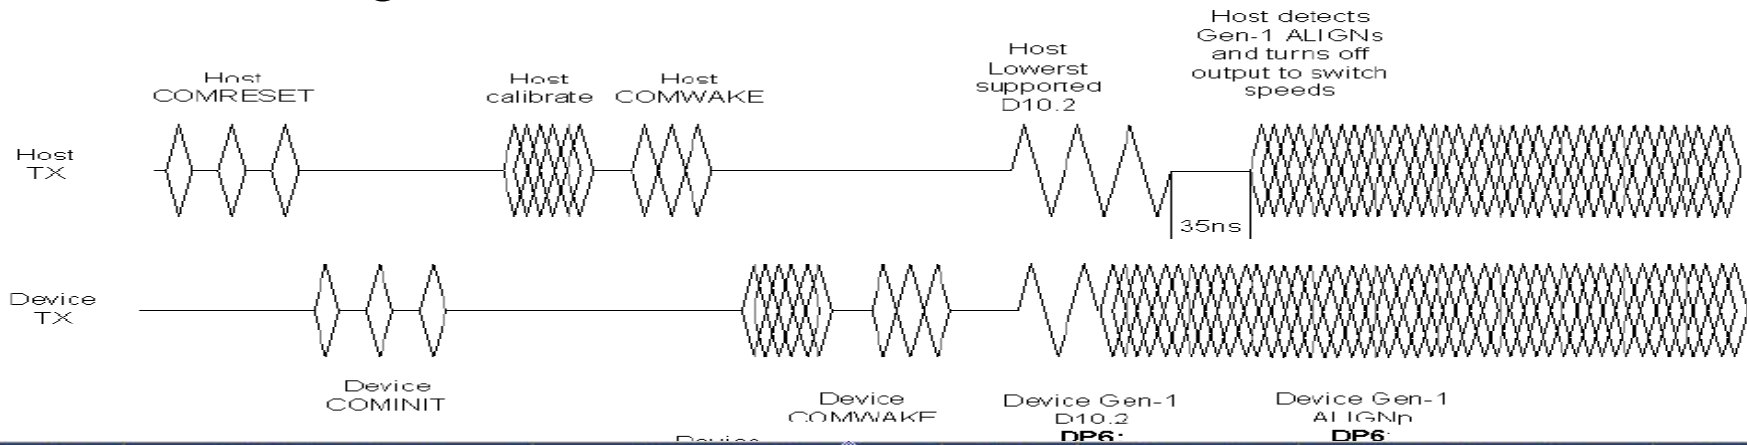 Host detects
Gen-1 ALIGNs
and turns off
output to switch
speeds
Host
Lowerst
supported
D10.2
Host
COMRESET
Host
calibrate
Host
COMWAKE
Host
TX
35ns
Device
TX
Device
COMINIT
Device
COMWAKE
Device Gen-1
D10.2
DP6:
Device Gen-1
ALIGNp
DP6:
Device